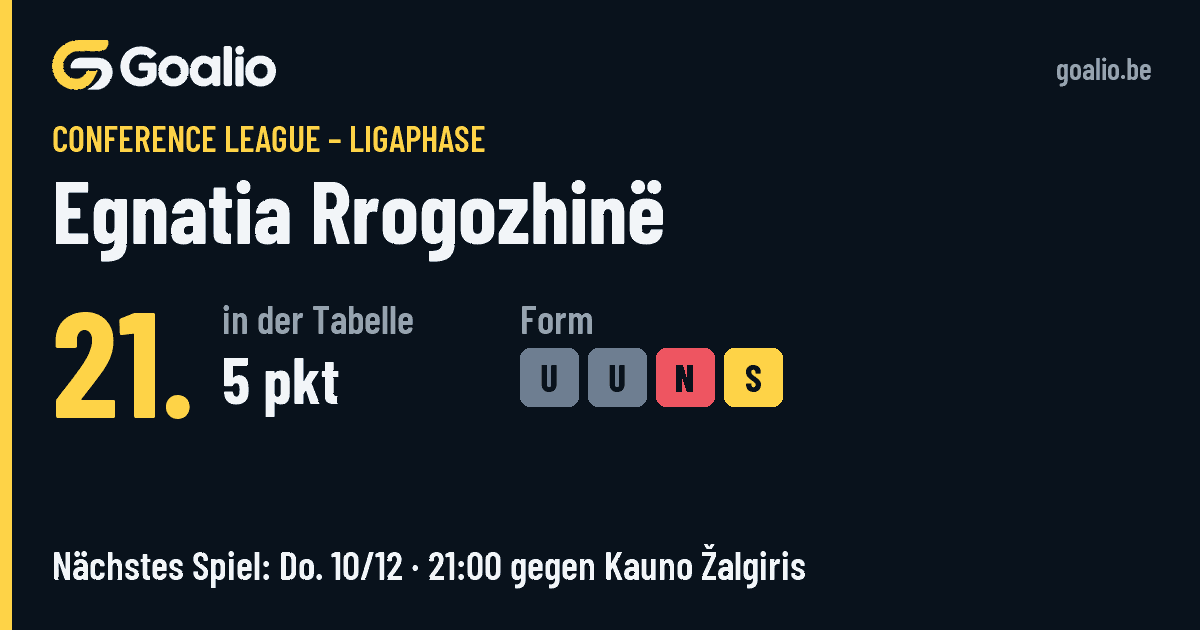 Goalio
goalio.be
CONFERENCE LEAGUE – LIGAPHASE
Egnatia Rrogozhinë
21.
in der Tabelle
5 pkt
Form
U U N S
Nächstes Spiel: Do. 10/12 · 21:00 gegen Kauno Žalgiris